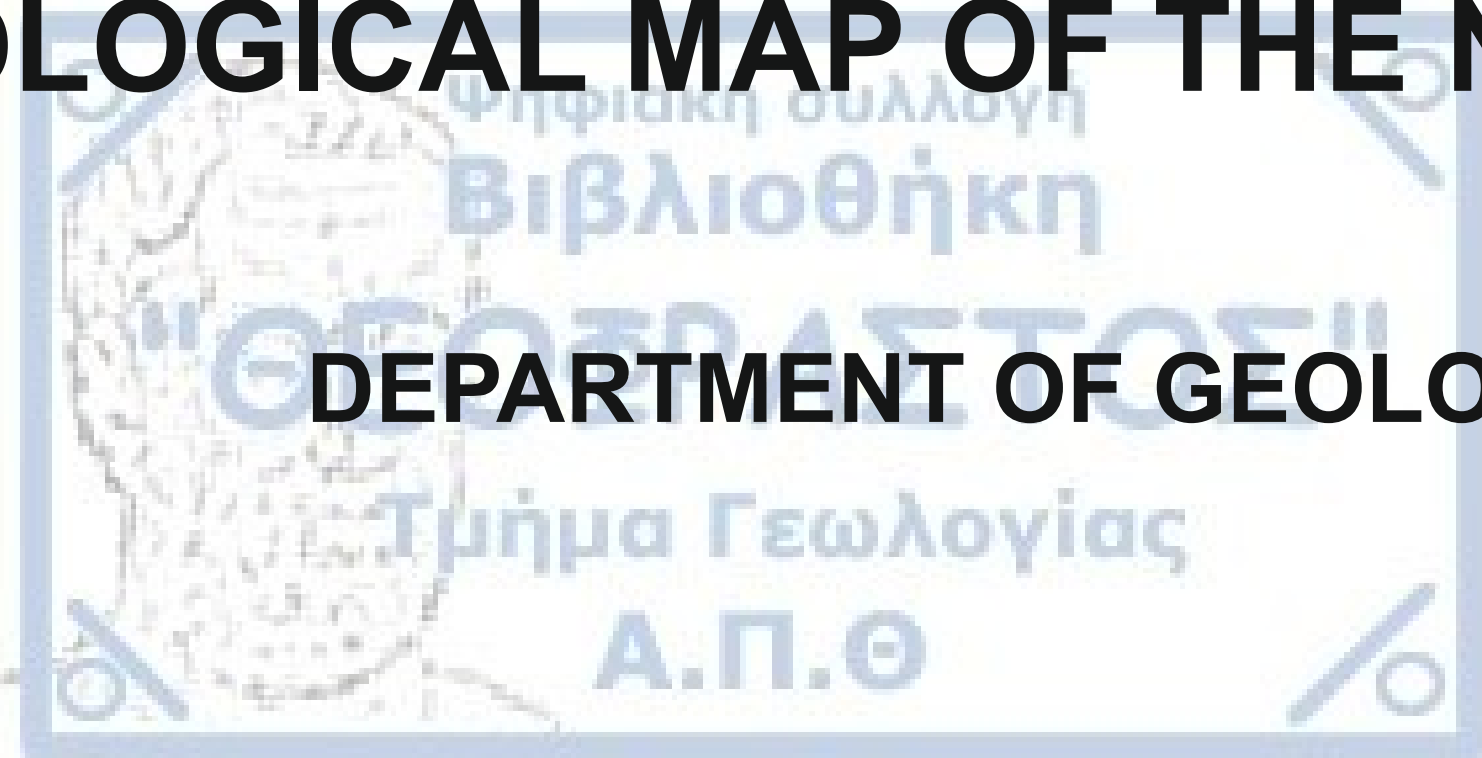 OLOGICAL MAP OF THE N
Ψηφιακή συλλογή
Βιβλιοθήκη
"ΘΕΟΦΡΑΣΤΟΣ"
DEPARTMENT OF GEOLO
Τμήμα Γεωλογίας
Α.Π.Θ